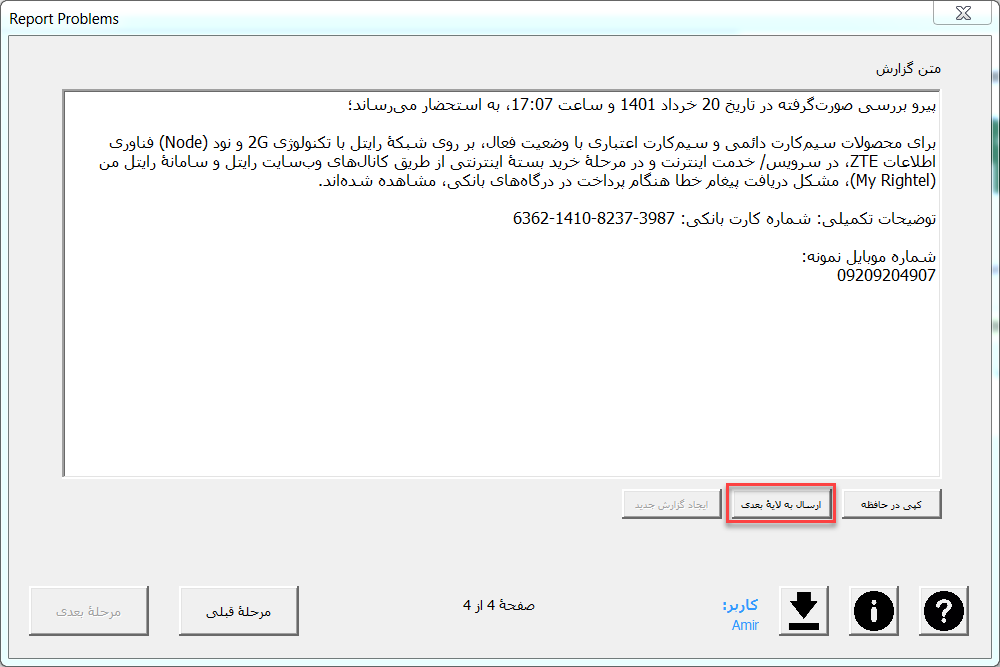 Report Problems
متن گزارش
پیرو بررسی صورت‌گرفته در تاریخ 20 خرداد 1401 و ساعت 17:07، به استحضار می‌رساند؛
برای محصولات سیم‌کارت دائمی و سیم‌کارت اعتباری با وضعیت فعال، بر روی شبکهٔ رایتل با تکنولوژی 2G و نود (Node) فناوری
اطلاعات ZTE، در سرویس/ خدمت اینترنت و در مرحلهٔ خرید بستهٔ اینترنتی از طریق کانال‌های وب‌سایت رایتل و سامانهٔ رایتل من
(My Rightel)، مشکل دریافت پیغام خطا هنگام پرداخت در درگاه‌های بانکی، مشاهده شده‌اند.
توضیحات تکمیلی: شماره کارت بانکی: 3987-8237-1410-6362
شماره موبایل نمونه:
09209204907
کپی در حافظه
ارسال به لایهٔ بعدی
ایجاد گزارش جدید
کاربر:
Amir
صفحهٔ 4 از 4
مرحلهٔ قبلی
مرحلهٔ بعدی